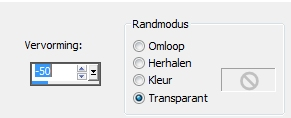 Randmodus
Vervorming:
Omloop
Herhalen
-50
Kleur
Transparant